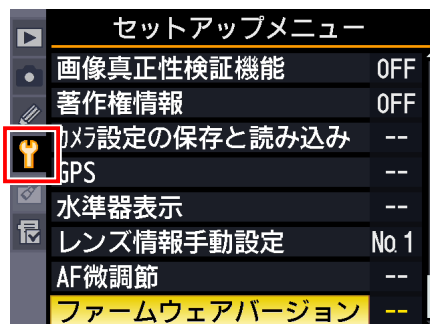 セットアップメニュー
画像真正性検証機能 OFF
著作権情報 OFF
ｶﾒﾗ設定の保存と読み込み --
GPS --
水準器表示 --
レンズ情報手動設定 No.1
AF微調節 --
ファームウェアバージョン --